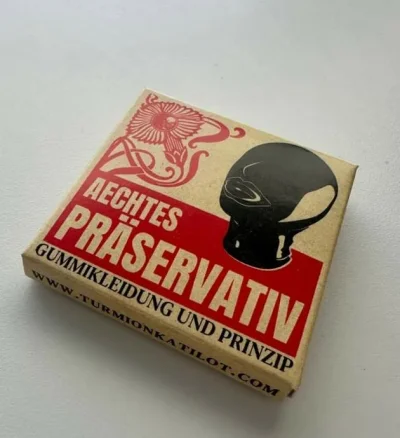 AECHTES
PRÄSERVATIV
GUMMIKLEIDUNG UND PRINZIP
WWW.TURMIONKATILOT.COM